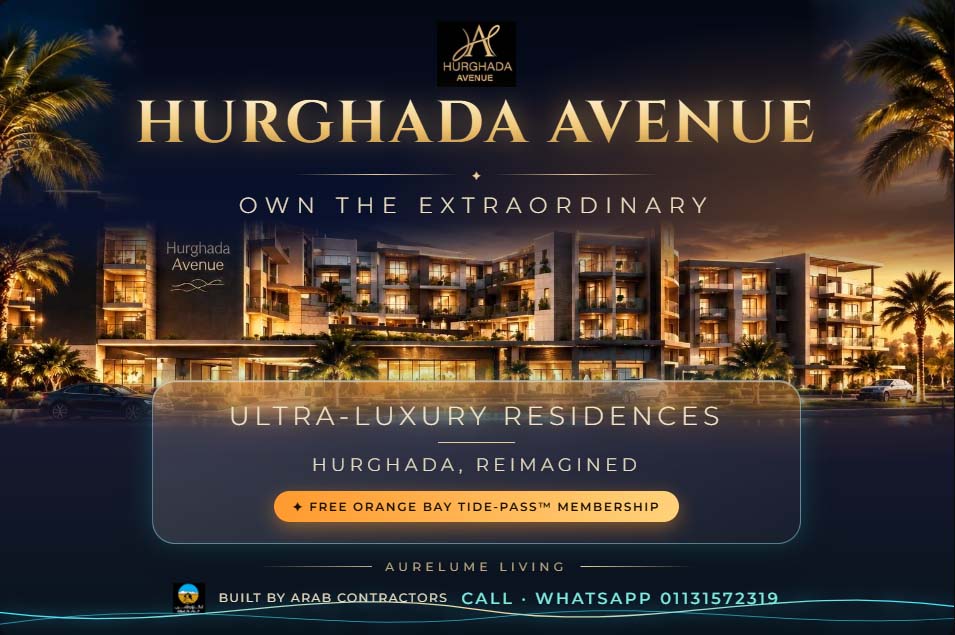 HURGHADA
AVENUE
HURGHADA AVENUE
OWN THE EXTRAORDINARY
Hurghada
Avenue
ULTRA-LUXURY RESIDENCES
HURGHADA, REIMAGINED
✦ FREE ORANGE BAY TIDE-PASS™ MEMBERSHIP
AURELUME LIVING
BUILT BY ARAB CONTRACTORS CALL · WHATSAPP 01131572319